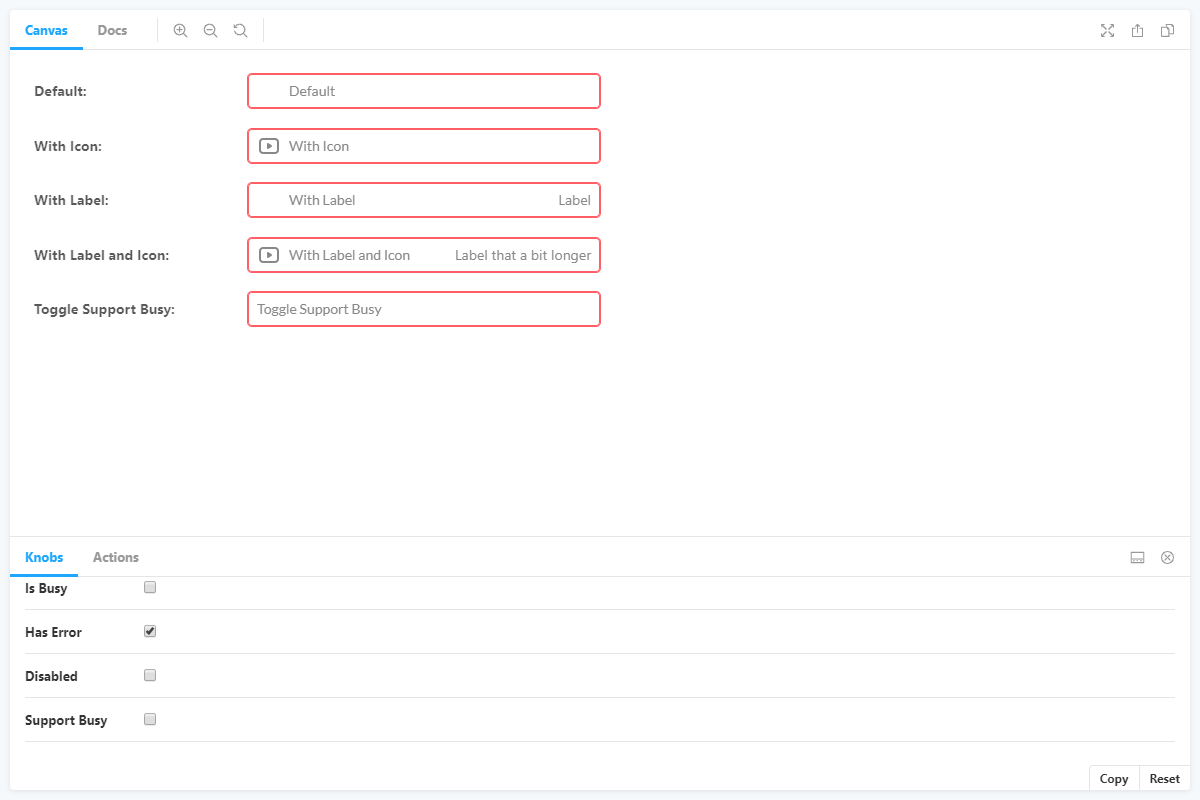 Canvas Docs
Default: Default
With Icon: With Icon
With Label: With Label Label
With Label and Icon: With Label and Icon Label that a bit longer
Toggle Support Busy: Toggle Support Busy
Knobs Actions
Is Busy
Has Error
Disabled
Support Busy
Copy Reset